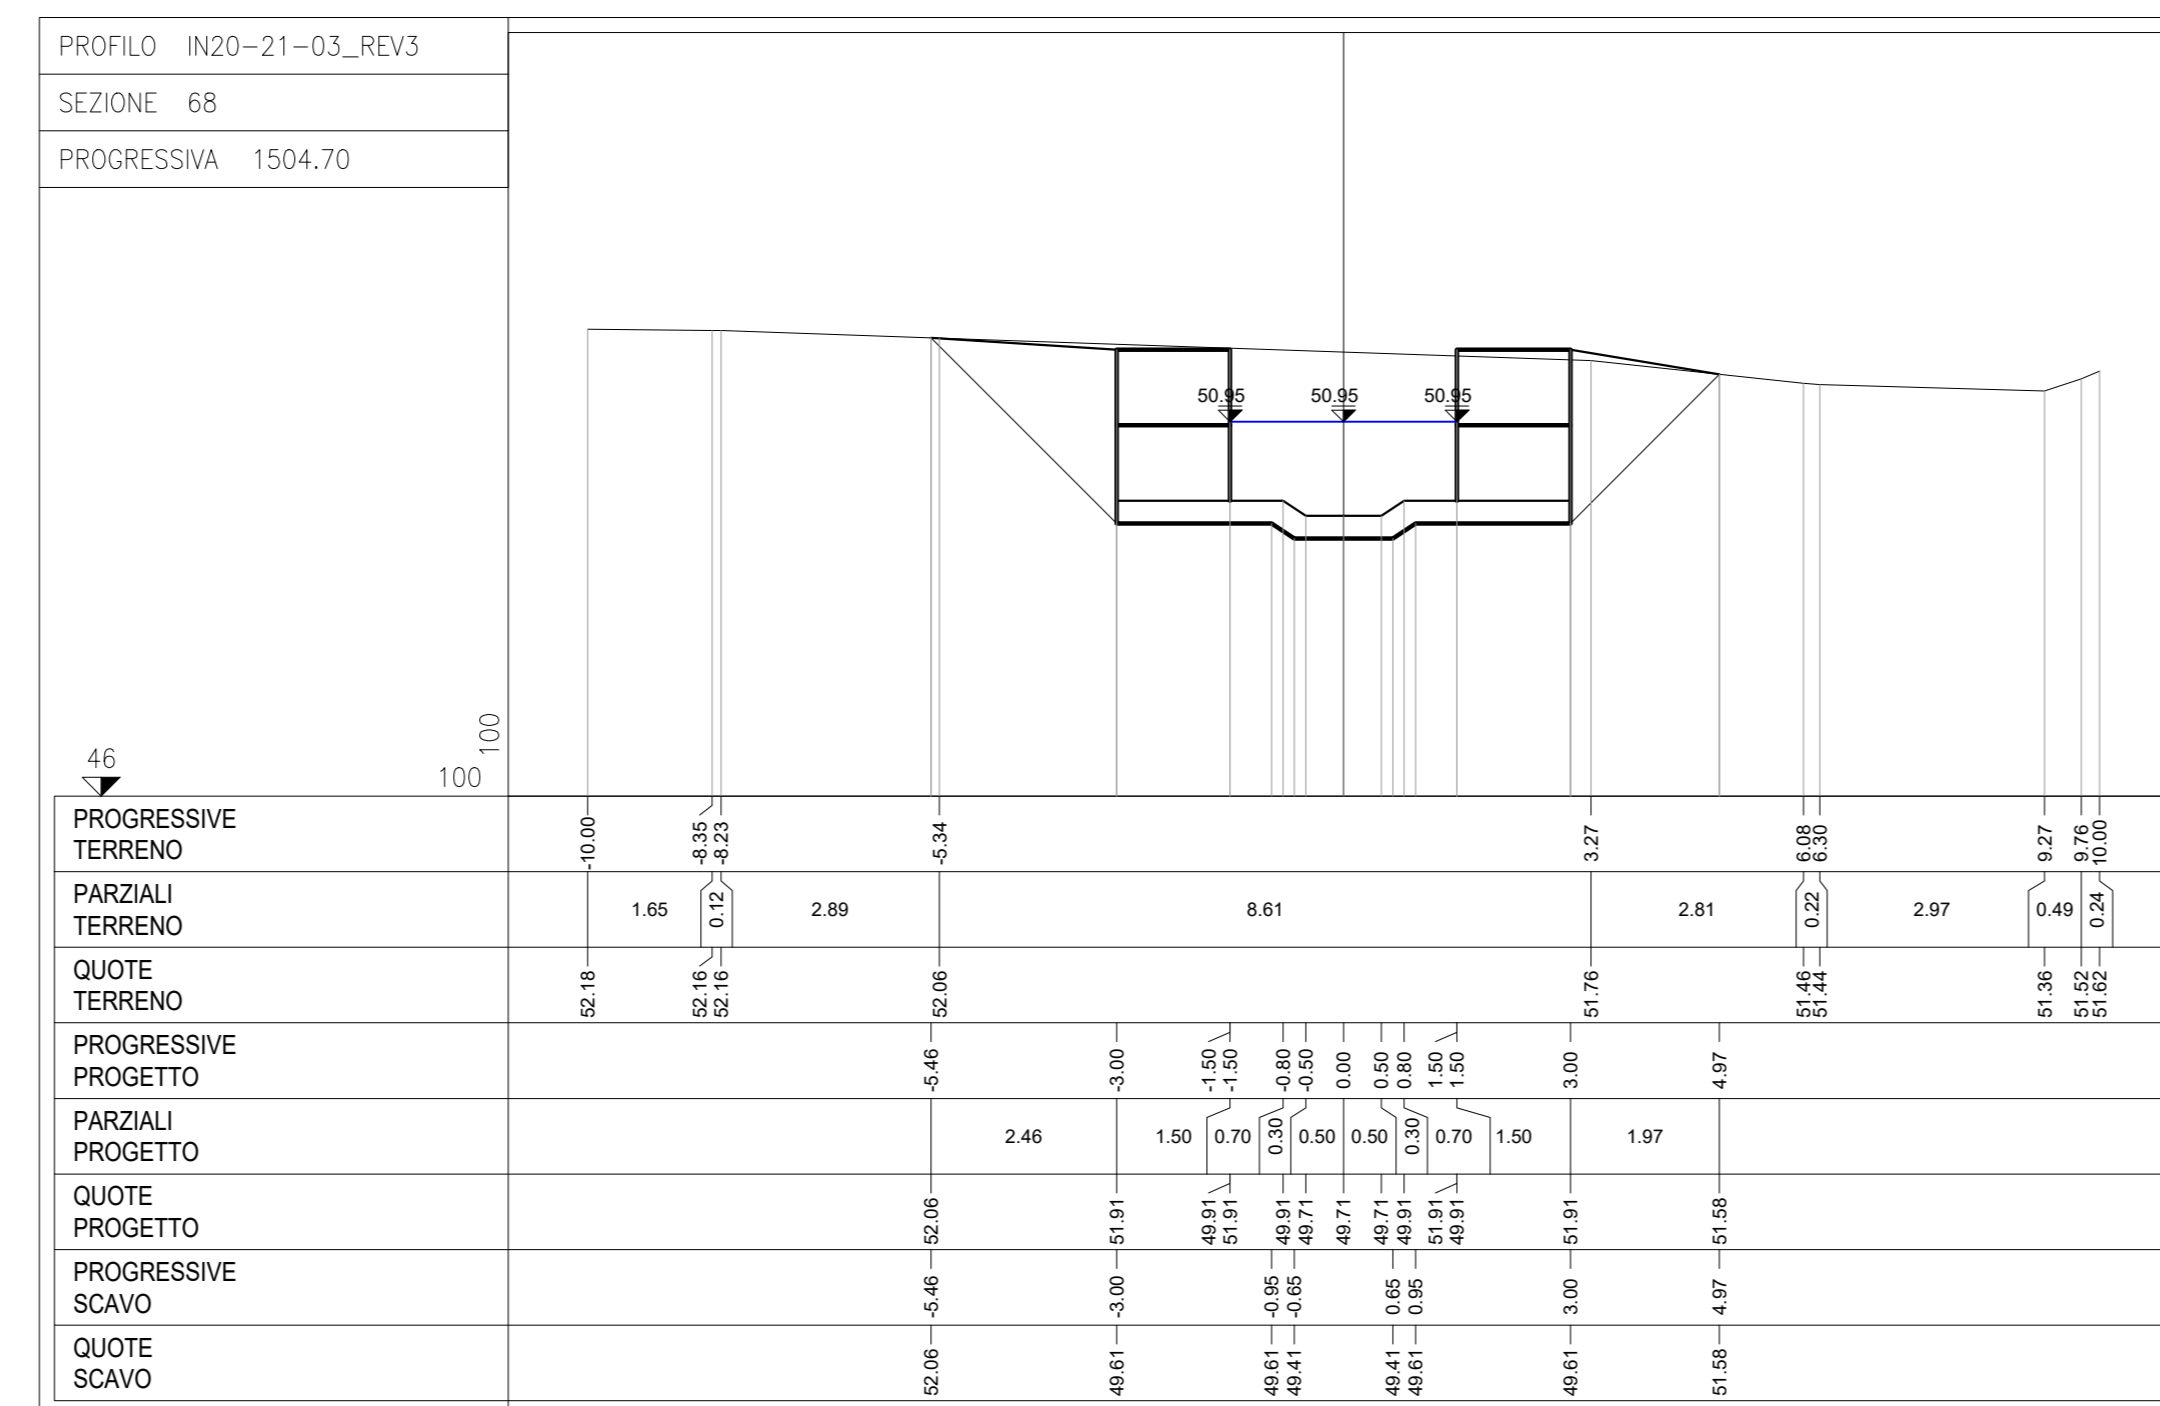 PROFILO IN20-21-03_REV3
SEZIONE 68
PROGRESSIVA 1504.70
50.95 50.95 50.95
100
46
100
PROGRESSIVE
TERRENO
-10.00 -8.35 -8.23 -5.34 3.27 6.08 6.30 9.27 9.76 10.00
PARZIALI
TERRENO
1.65 0.12 2.89 8.61 2.81 0.22 2.97 0.49 0.24
QUOTE
TERRENO
52.18 52.16 52.16 52.06 51.76 51.46 51.44 51.36 51.52 51.62
PROGRESSIVE
PROGETTO
-5.46 -3.00 -1.50 -1.50 -0.80 -0.50 0.00 0.50 0.80 1.50 1.50 3.00 4.97
PARZIALI
PROGETTO
2.46 1.50 0.70 0.30 0.50 0.50 0.30 0.70 1.50 1.97
QUOTE
PROGETTO
52.06 51.91 49.91 51.91 49.91 49.71 49.71 49.71 49.91 51.91 49.91 51.91 51.58
PROGRESSIVE
SCAVO
-5.46 -3.00 -0.95 -0.65 0.65 0.95 3.00 4.97
QUOTE
SCAVO
52.06 49.61 49.61 49.41 49.41 49.61 49.61 51.58